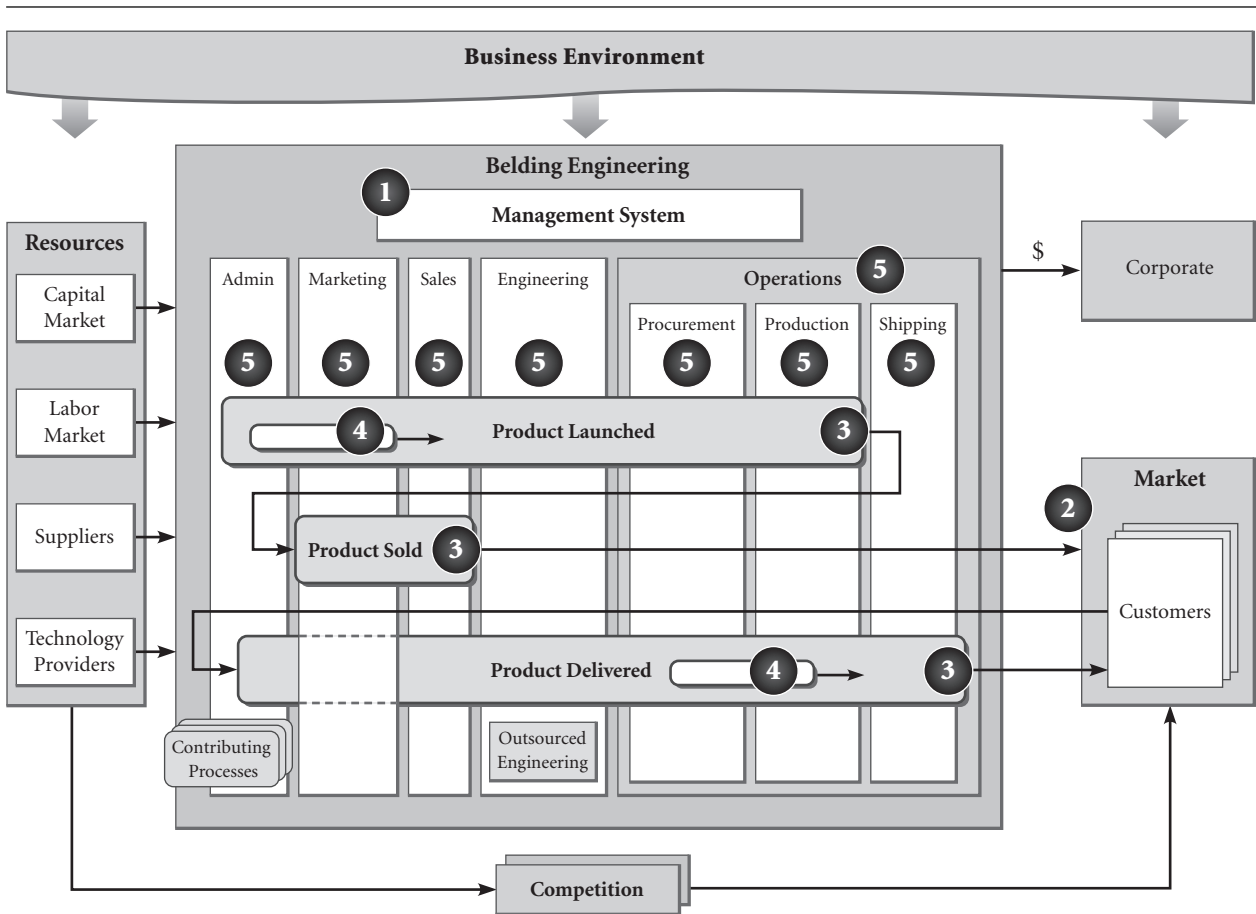 Business Environment
Belding Engineering
1
Management System
Resources
Capital
Market
Labor
Market
Suppliers
Technology
Providers
Admin
Marketing
Sales
Engineering
Operations
5
Procurement
Production
Shipping
5
5
5
5
5
5
5
4
Product Launched
3
Product Sold
3
Product Delivered
4
3
Contributing
Processes
Outsourced
Engineering
$
Corporate
2
Market
Customers
Competition